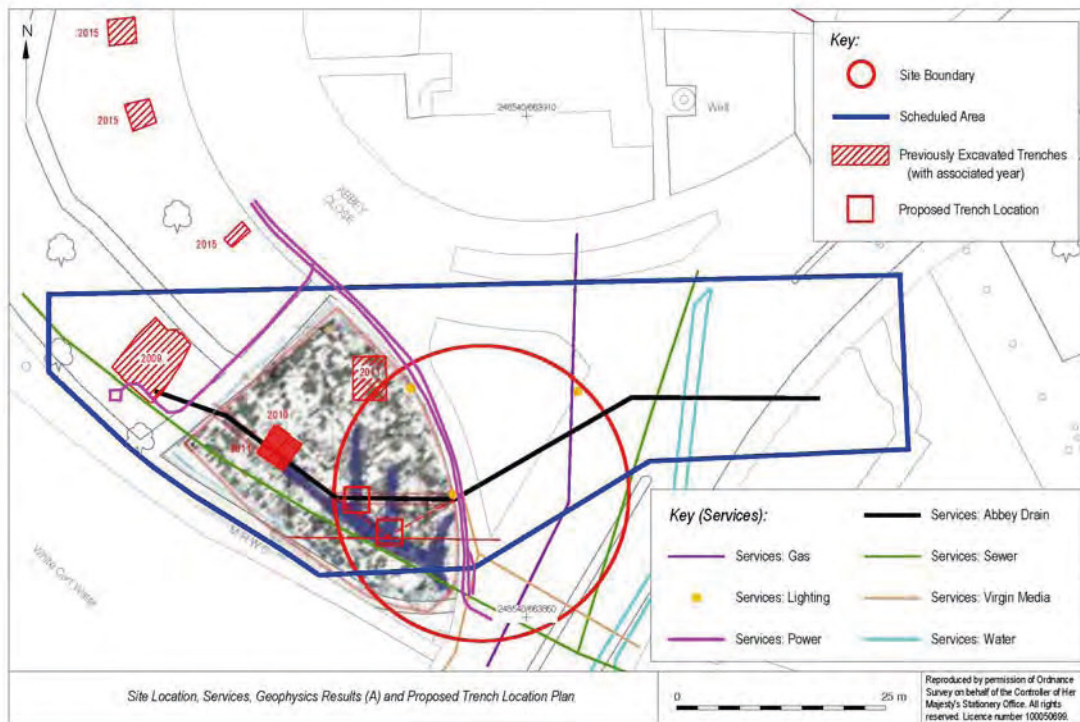 N
2015
2015
2015
ABBEY
CLOSE
246540/663910
Well
2009
2011
2010
2011
M H W S
White Cart Water
246540/663860
Key:
Site Boundary
Scheduled Area
Previously Excavated Trenches
(with associated year)
Proposed Trench Location
Key (Services):
Services: Gas
Services: Lighting
Services: Power
Services: Abbey Drain
Services: Sewer
Services: Virgin Media
Services: Water
Site Location, Services, Geophysics Results (A) and Proposed Trench Location Plan
0
25 m
Reproduced by permission of Ordnance
Survey on behalf of the Controller of Her
Majesty's Stationery Office. All rights
reserved. Licence number 100050699.